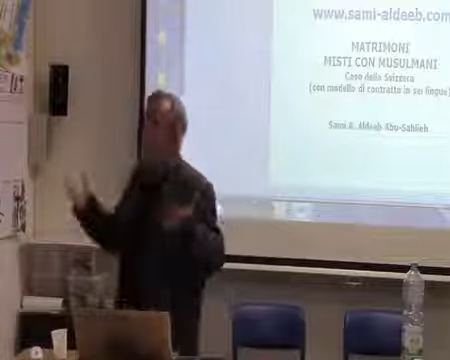 www.sami-aldeeb.com
MATRIMONI
MISTI CON MUSULMANI
Caso della Svizzera
(con modello di contratto in sei lingue)
Sami A. Aldeeb Abu-Sahlieh